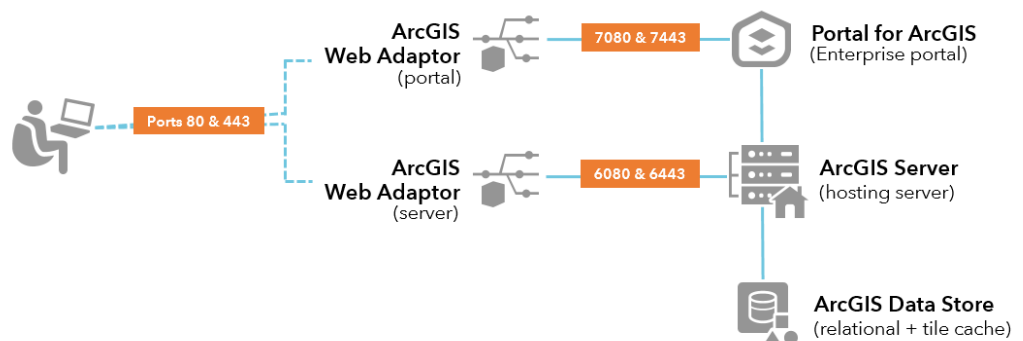 ArcGIS
Web Adaptor
(portal)
7080 & 7443
Portal for ArcGIS
(Enterprise portal)
Ports 80 & 443
ArcGIS
Web Adaptor
(server)
6080 & 6443
ArcGIS Server
(hosting server)
ArcGIS Data Store
(relational + tile cache)